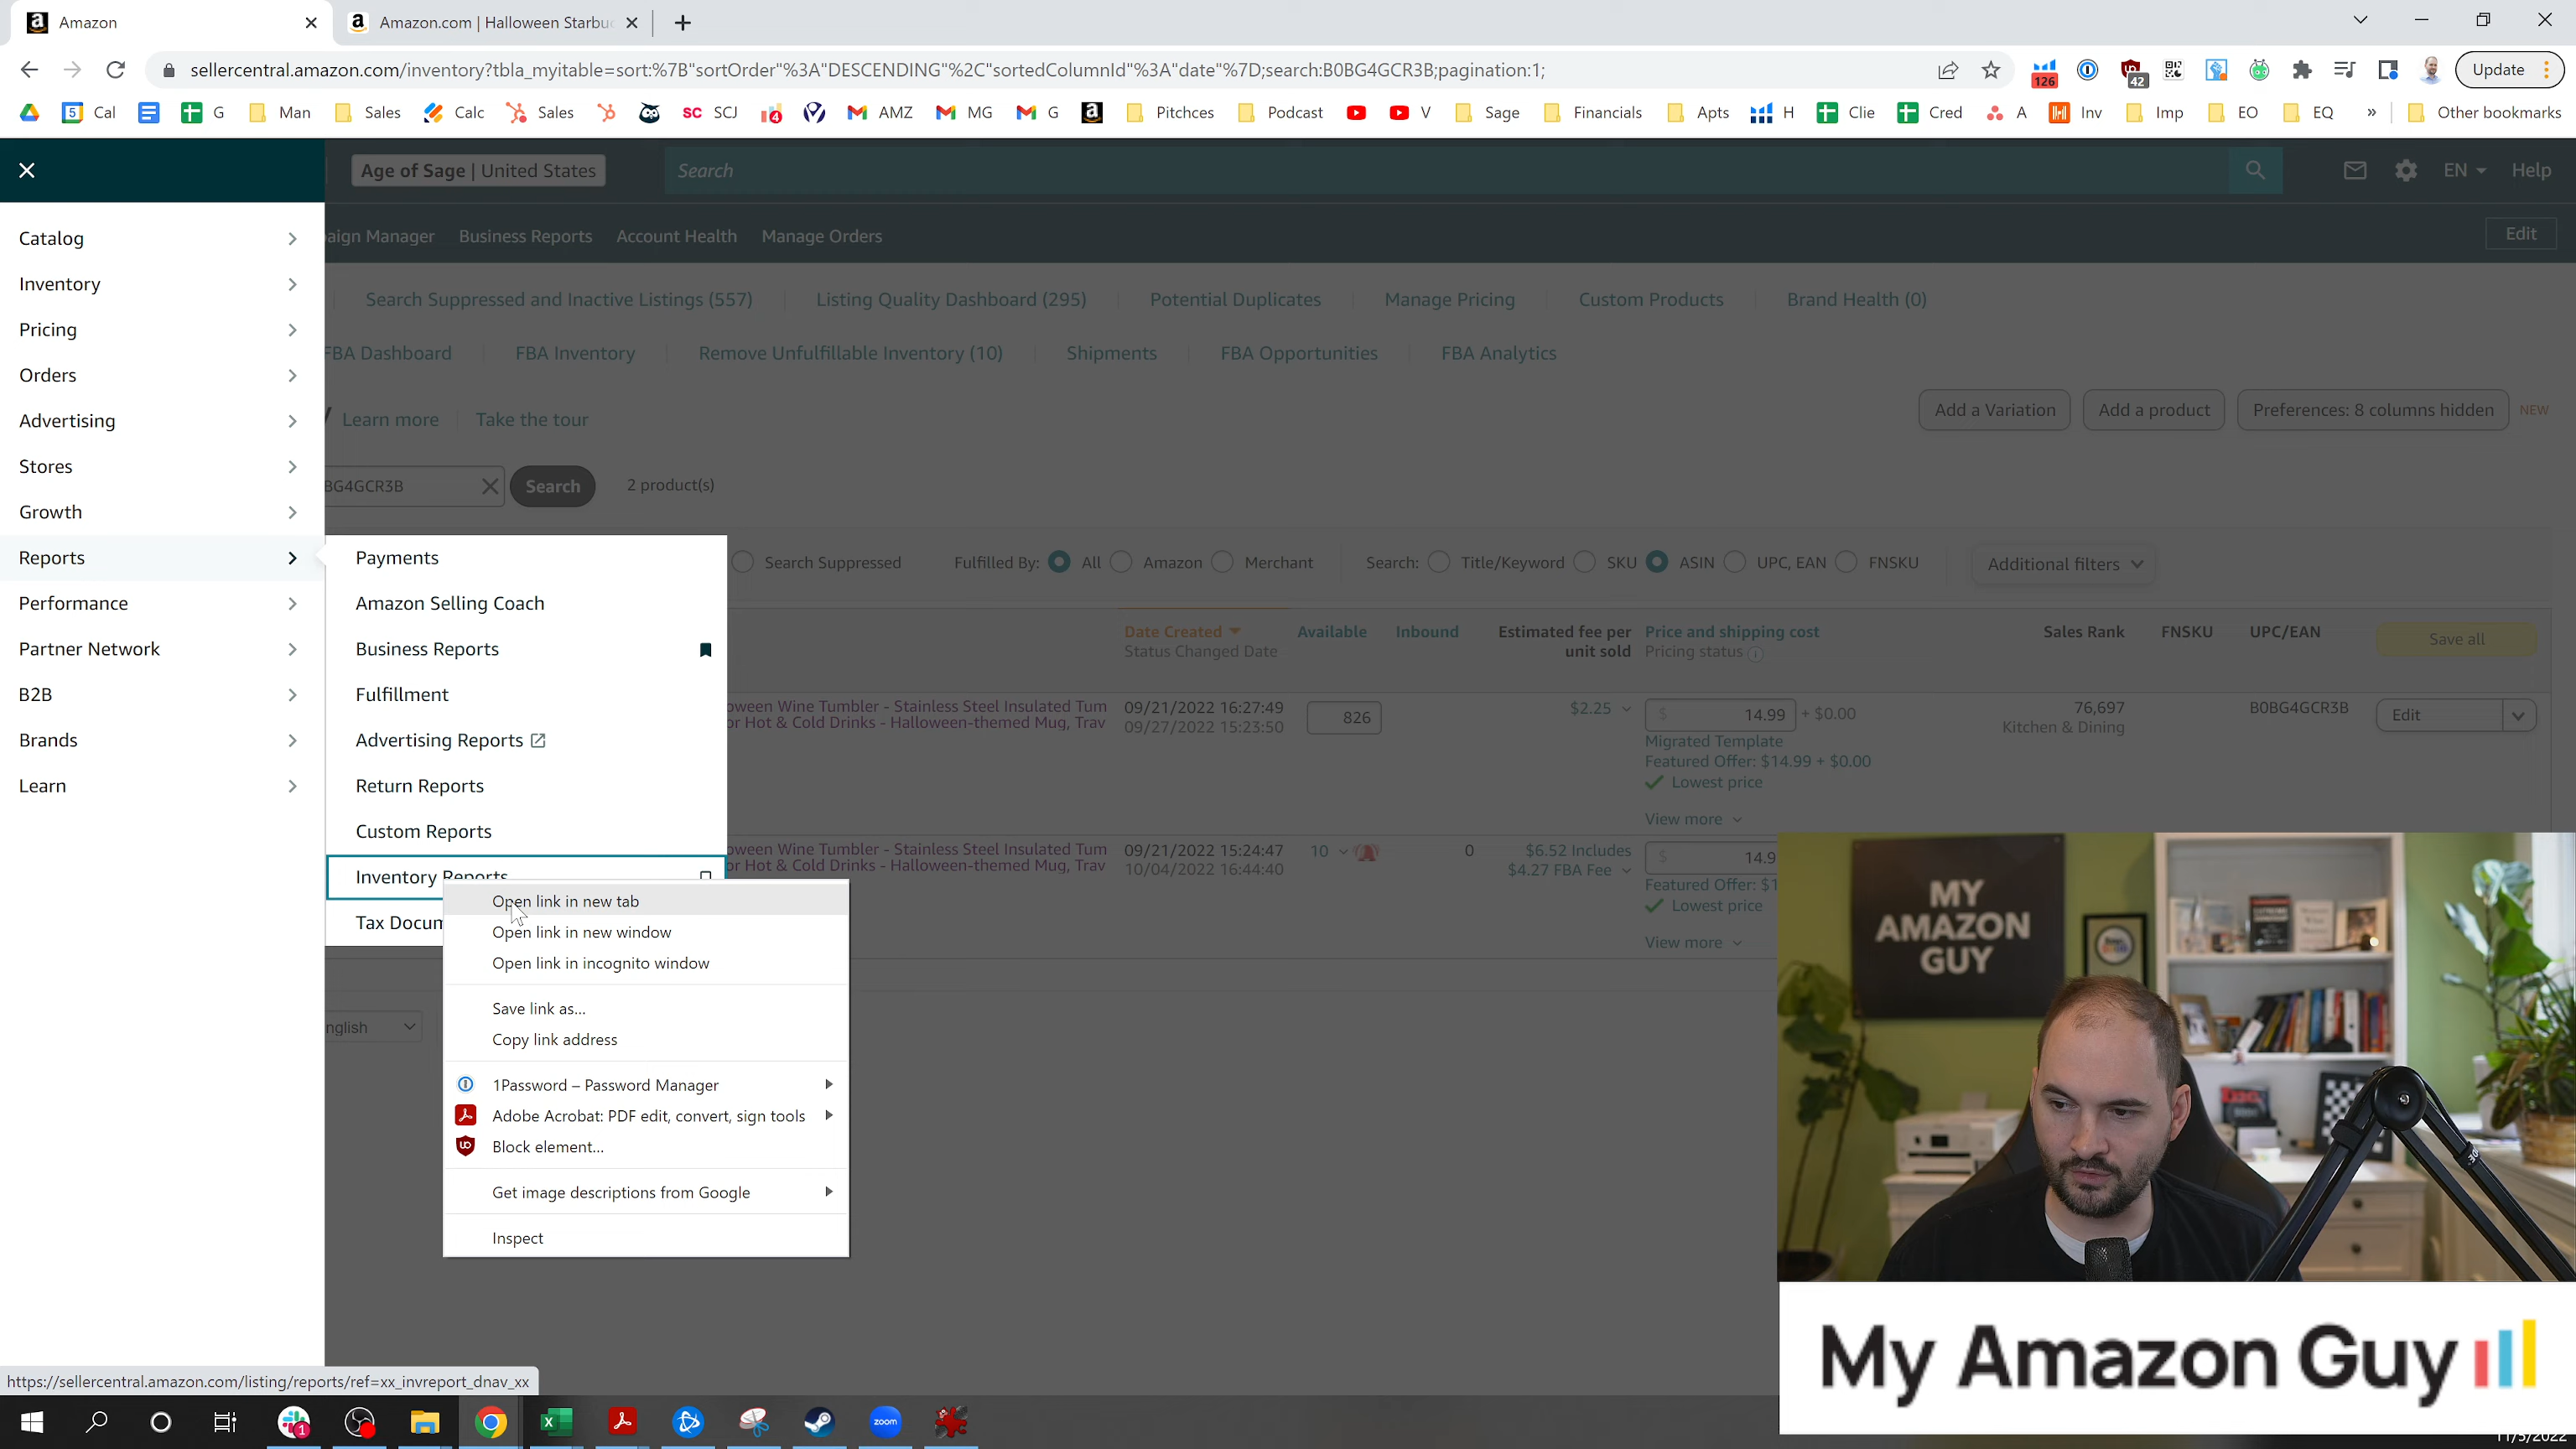 Amazon
Amazon.com | Halloween Starbu
sellercentral.amazon.com/inventory?tbla_myitable=sort:%7B"sortOrder"%3A"DESCENDING"%2C"sortedColumnId"%3A"date"%7D;search:B0BG4GCR3B;pagination:1;
126
42
Update
5 Cal
G
Man
Sales
Calc
Sales
SC SCJ
4
AMZ
MG
G
Pitchces
Podcast
V
Sage
Financials
Apts
H
Clie
Cred
A
Inv
Imp
EO
EQ
»
Other bookmarks
Age of Sage | United States
Search
EN
Help
aign Manager
Business Reports
Account Health
Manage Orders
Edit
Catalog
Inventory
Pricing
Orders
Advertising
Stores
Growth
Reports
Performance
Partner Network
B2B
Brands
Learn
Search Suppressed and Inactive Listings (557)
Listing Quality Dashboard (295)
Potential Duplicates
Manage Pricing
Custom Products
Brand Health (0)
FBA Dashboard
FBA Inventory
Remove Unfulfillable Inventory (10)
Shipments
FBA Opportunities
FBA Analytics
Learn more
Take the tour
Add a Variation
Add a product
Preferences: 8 columns hidden
NEW
BG4GCR3B
Search
2 product(s)
Payments
Amazon Selling Coach
Business Reports
Fulfillment
Advertising Reports
Return Reports
Custom Reports
Inventory Reports
Tax Docum
Search Suppressed
Fulfilled By:
All
Amazon
Merchant
Search:
Title/Keyword
SKU
ASIN
UPC, EAN
FNSKU
Additional filters
Date Created
Status Changed Date
Available
Inbound
Estimated fee per
unit sold
Price and shipping cost
Pricing status
Sales Rank
FNSKU
UPC/EAN
Save all
oween Wine Tumbler - Stainless Steel Insulated Tum
or Hot & Cold Drinks - Halloween-themed Mug, Trav
09/21/2022 16:27:49
09/27/2022 15:23:50
826
$2.25
$ 14.99 + $0.00
Migrated Template
Featured Offer: $14.99 + $0.00
Lowest price
View more
76,697
Kitchen & Dining
B0BG4GCR3B
Edit
oween Wine Tumbler - Stainless Steel Insulated Tum
or Hot & Cold Drinks - Halloween-themed Mug, Trav
09/21/2022 15:24:47
10/04/2022 16:44:40
10
0
$6.52 Includes
$4.27 FBA Fee
$ 14.9
Featured Offer: $1
Lowest price
View more
Open link in new tab
Open link in new window
Open link in incognito window
Save link as...
Copy link address
1Password – Password Manager
Adobe Acrobat: PDF edit, convert, sign tools
Block element...
Get image descriptions from Google
Inspect
nglish
MY
AMAZON
GUY
My Amazon Guy
https://sellercentral.amazon.com/listing/reports/ref=xx_invreport_dnav_xx
1
zoom
11/5/2022